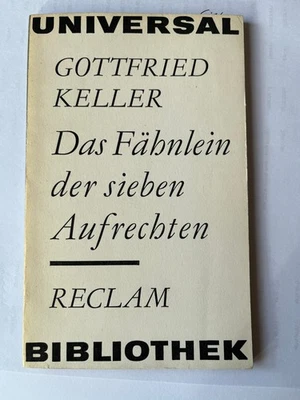 UNIVERSAL
GOTTFRIED
KELLER
Das Fähnlein
der sieben
Aufrechten
RECLAM
BIBLIOTHEK